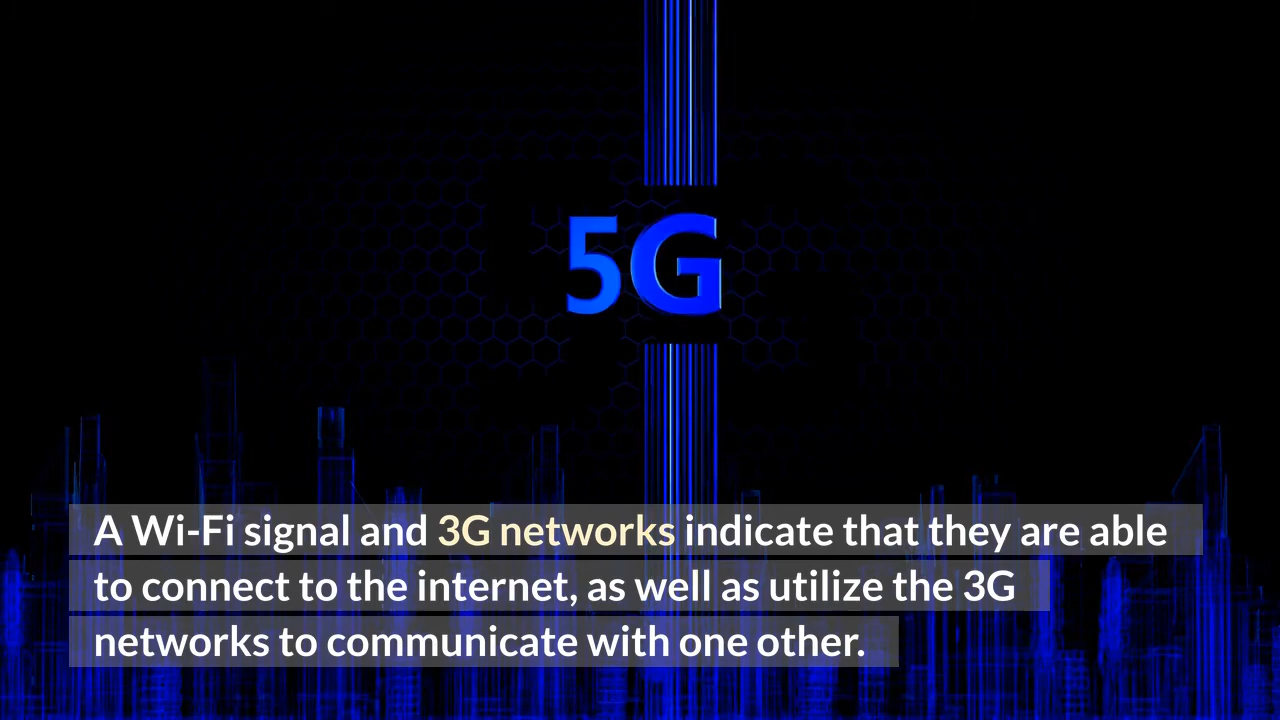 5G
A Wi-Fi signal and 3G networks indicate that they are able
to connect to the internet, as well as utilize the 3G
networks to communicate with one other.